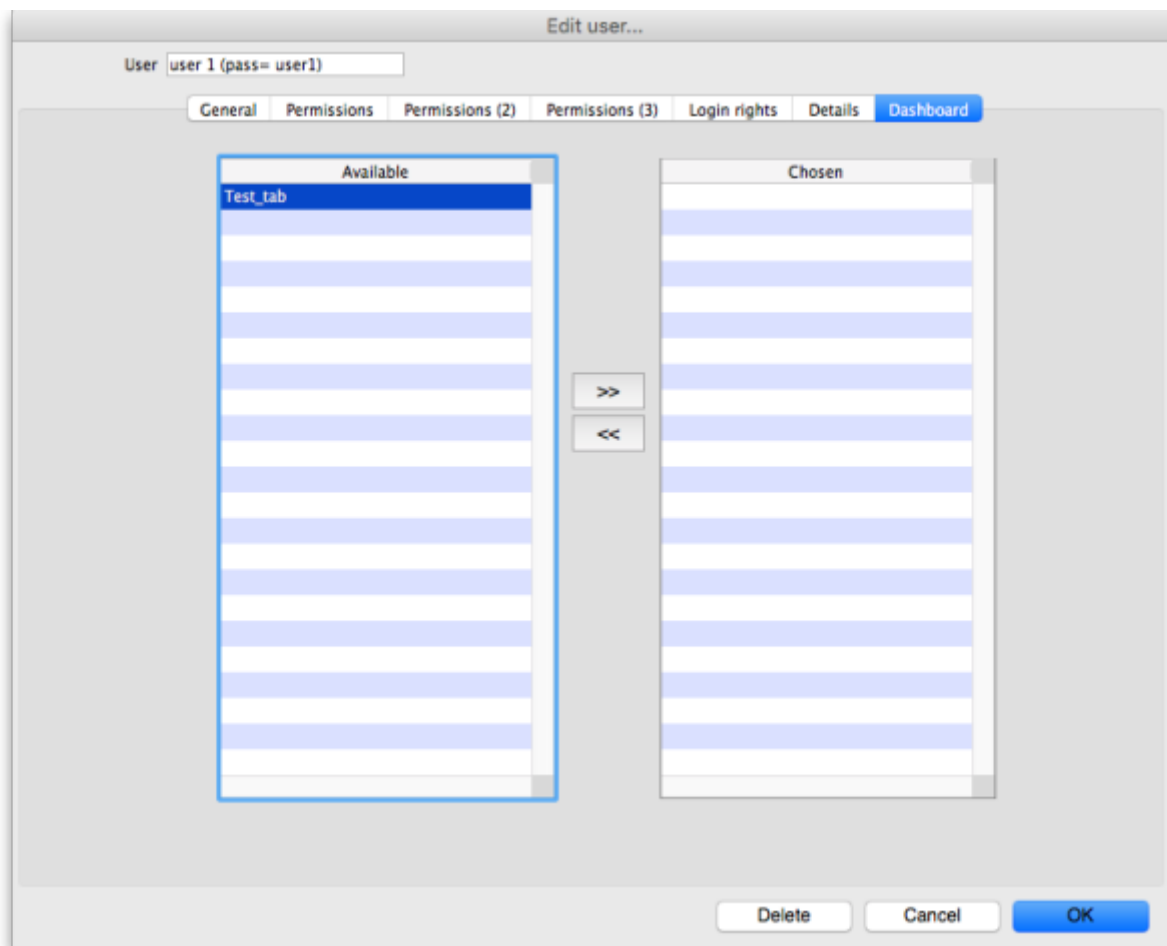 Edit user...
User user 1 (pass= user1)
General Permissions Permissions (2) Permissions (3) Login rights Details Dashboard
Available Chosen
Test_tab
>>
<<
Delete Cancel OK